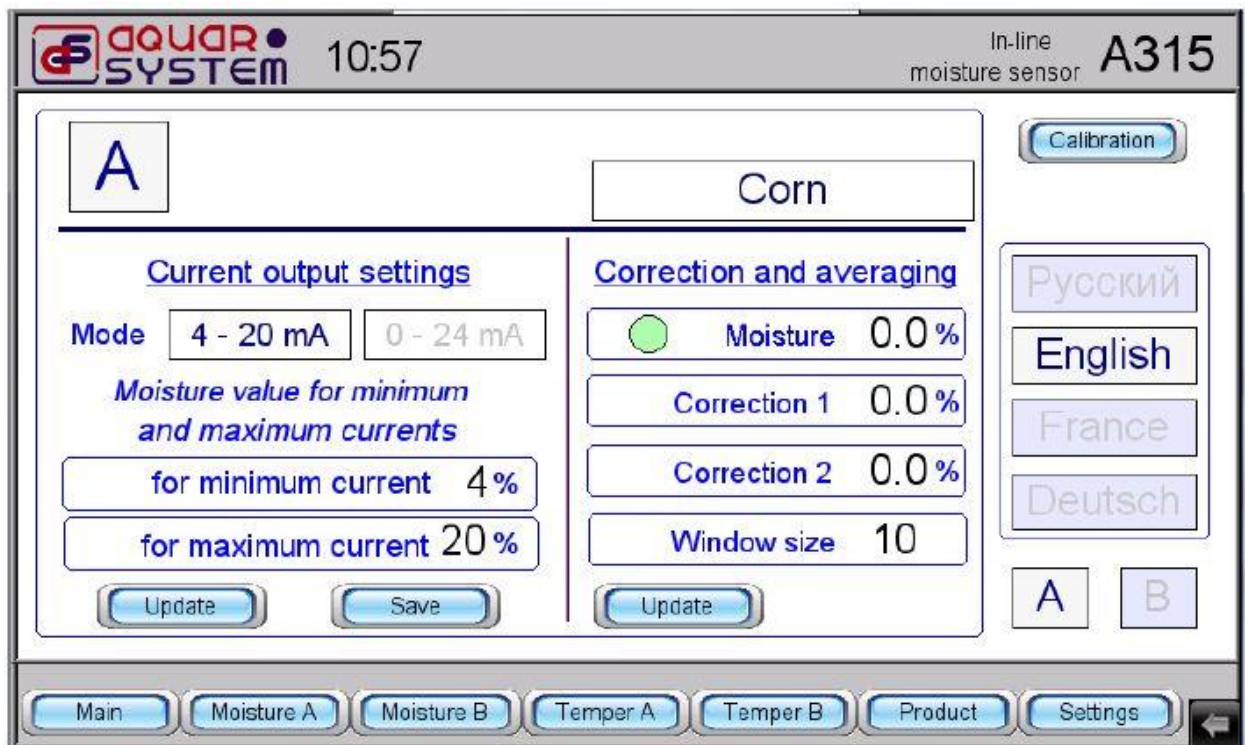 aQUaR
SYSTEM
10:57
In-line
moisture sensor
A315
A
Corn
Calibration
Current output settings
Mode 4 - 20 mA 0 - 24 mA
Moisture value for minimum
and maximum currents
for minimum current 4 %
for maximum current 20 %
Update Save
Correction and averaging
Moisture 0.0 %
Correction 1 0.0 %
Correction 2 0.0 %
Window size 10
Update
Русский
English
France
Deutsch
A B
Main Moisture A Moisture B Temper A Temper B Product Settings